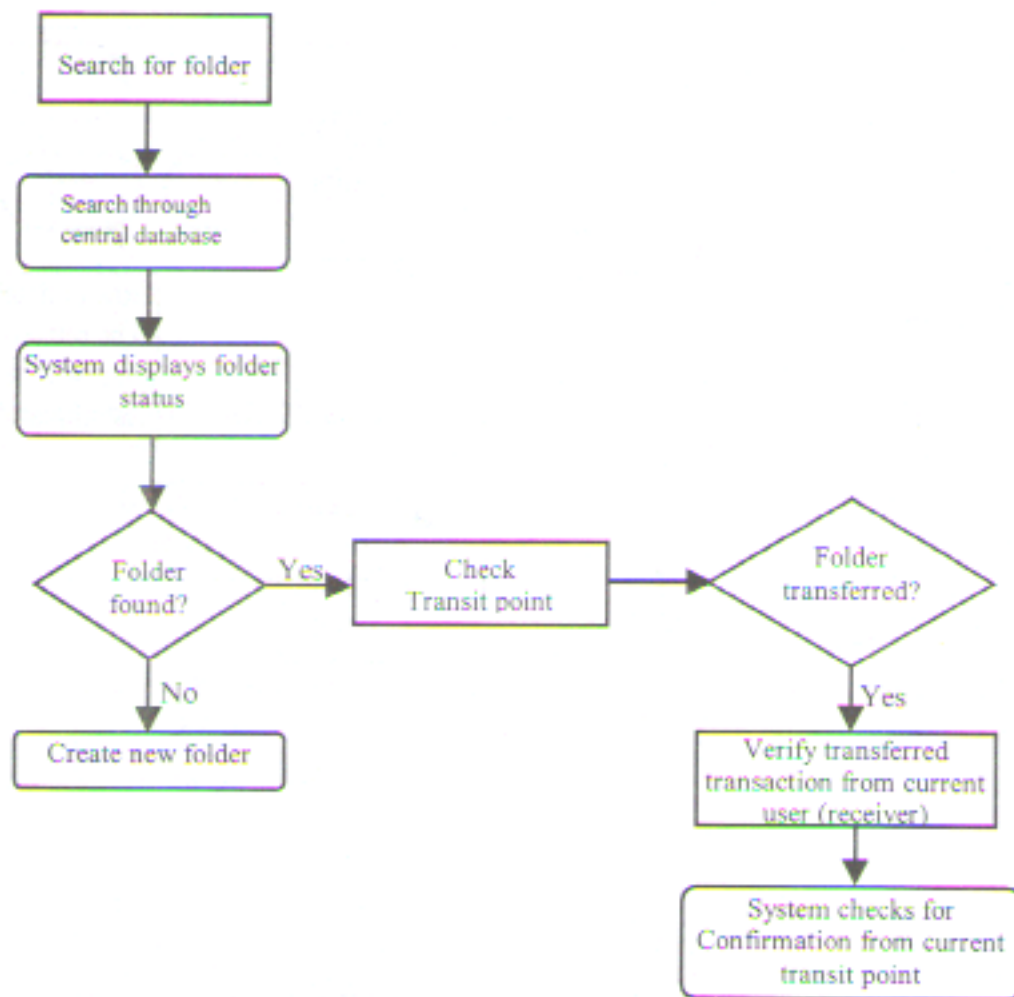 Search for folder
Search through
central database
System displays folder
status
Folder
found?
Yes
Check
Transit point
Folder
transferred?
No
Create new folder
Yes
Verify transferred
transaction from current
user (receiver)
System checks for
Confirmation from current
transit point